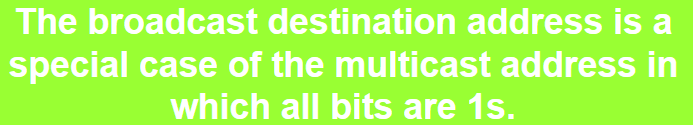 The broadcast destination address is a
special case of the multicast address in
which all bits are 1s.